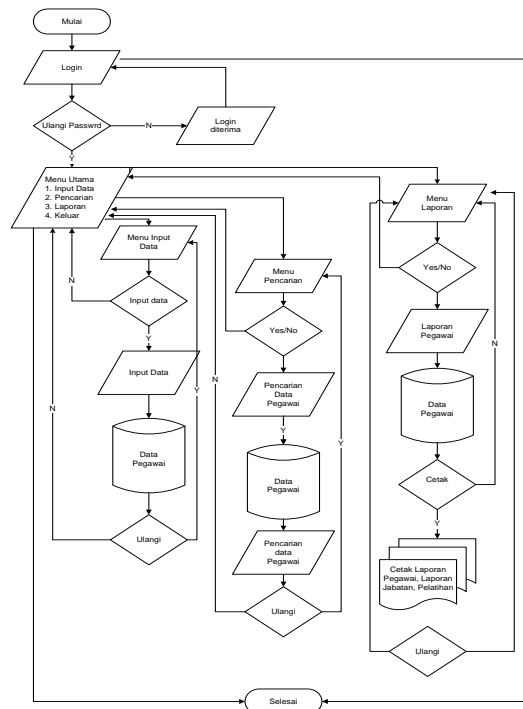 Mulai
Login
Ulangi Passwrd
N
Login
diterima
Y
Menu Utama
1. Input Data
2. Pencarian
3. Laporan
4. Keluar
Menu Input
Data
N
Input data
Y
Input Data
Y
N
Data
Pegawai
Ulangi
Menu
Pencarian
Yes/No
Pencarian
Data
Pegawai
N
Y
Y
Data
Pegawai
Pencarian
data
Pegawai
Ulangi
Menu
Laporan
Yes/No
Laporan
Pegawai
N
Data
Pegawai
Cetak
Y
Cetak Laporan
Pegawai, Laporan
Jabatan, Pelatihan
Ulangi
Selesai